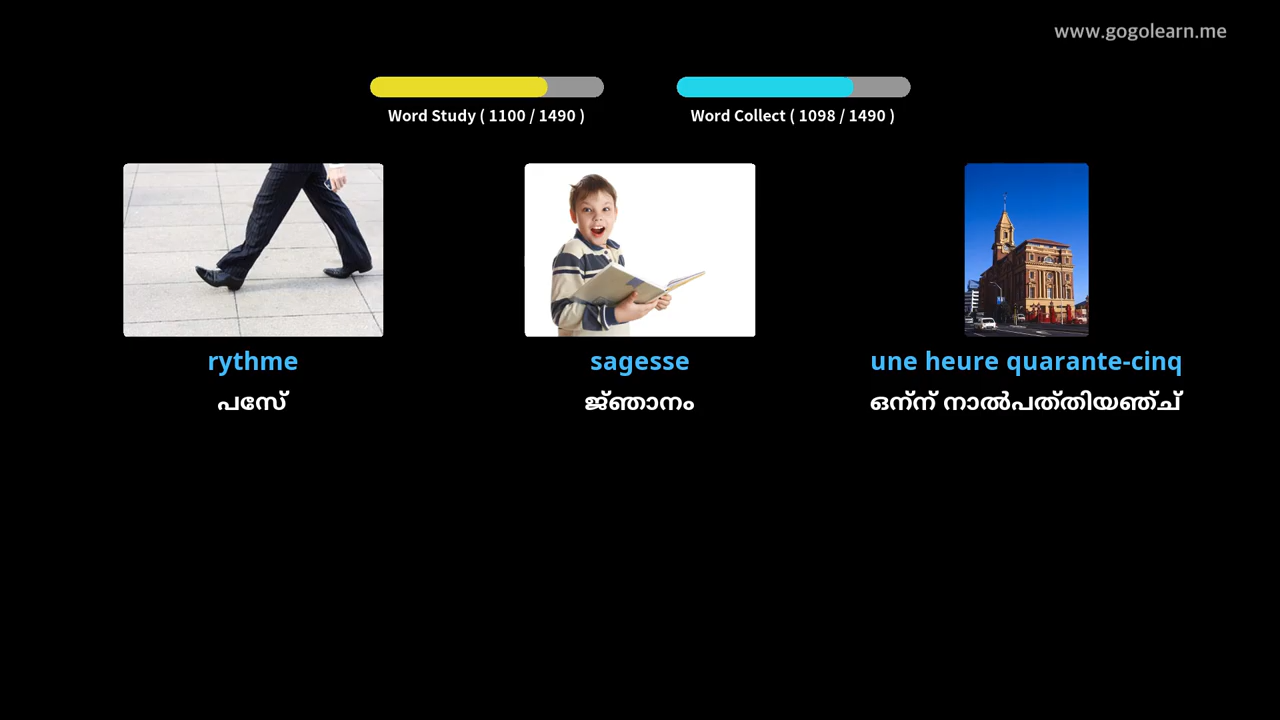 www.gogolearn.me
Word Study ( 1100 / 1490 )
Word Collect ( 1098 / 1490 )
rythme
sagesse
une heure quarante-cinq
പസേ്
ജ്ഞാനം
ഒന്ന് നാൽപത്തിയഞ്ച്